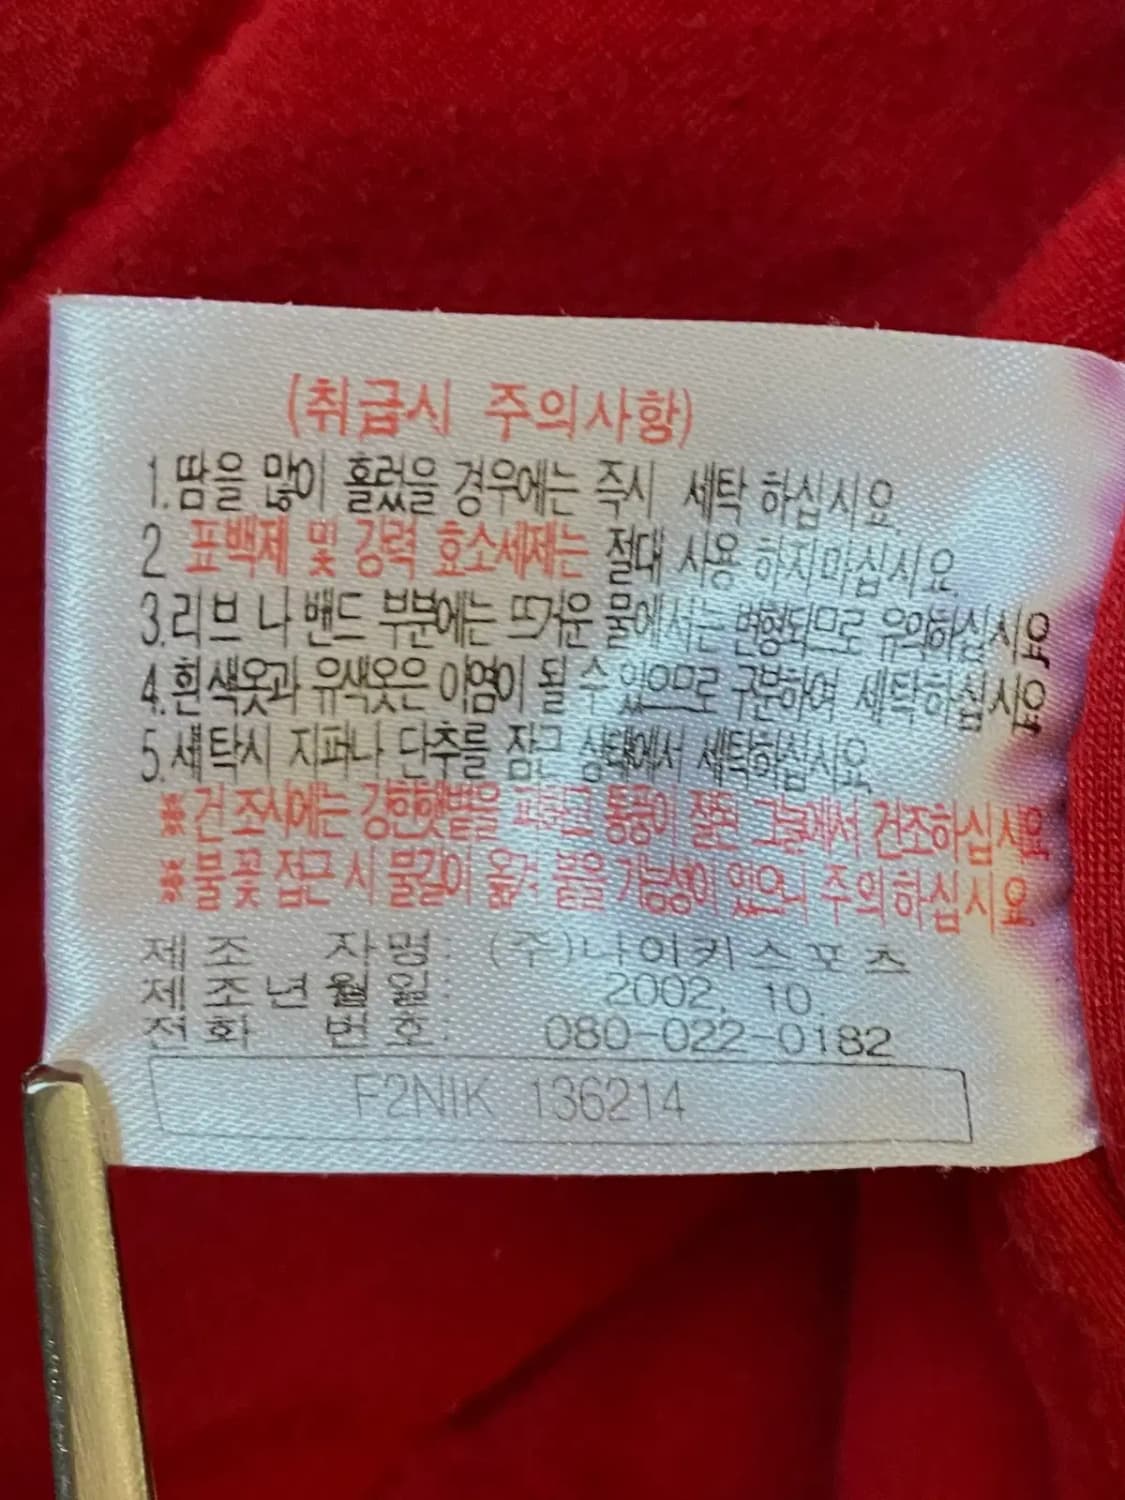 (취급시 주의사항)
1.땀을 많이 흘렀을 경우에는 즉시 세탁 하십시요.
2 표백제 및 강력 효소세제는 절대 사용 하지마십시요.
3.리브 나 밴드 부분에는 뜨거운 물에서는 변형되므로 유의하십시요
4.흰색옷과 유색옷은 이염이 될 수 있으므로 구분하여 세탁하십시요
5.세탁시 지퍼나 단추를 잠근 상태에서 세탁하십시요.
※건조시에는 강한햇볕을 피하고 통풍이 잘된 그늘에서 건조하십시요
※불꽃 접근 시 불길이 옮겨 붙을 가능성이 있으니 주의하십시요
제 조 자명: (주)나이키스포츠
제 조 년 월 일: 2002. 10.
전화 번호: 080-022-0182
F2NIK 136214